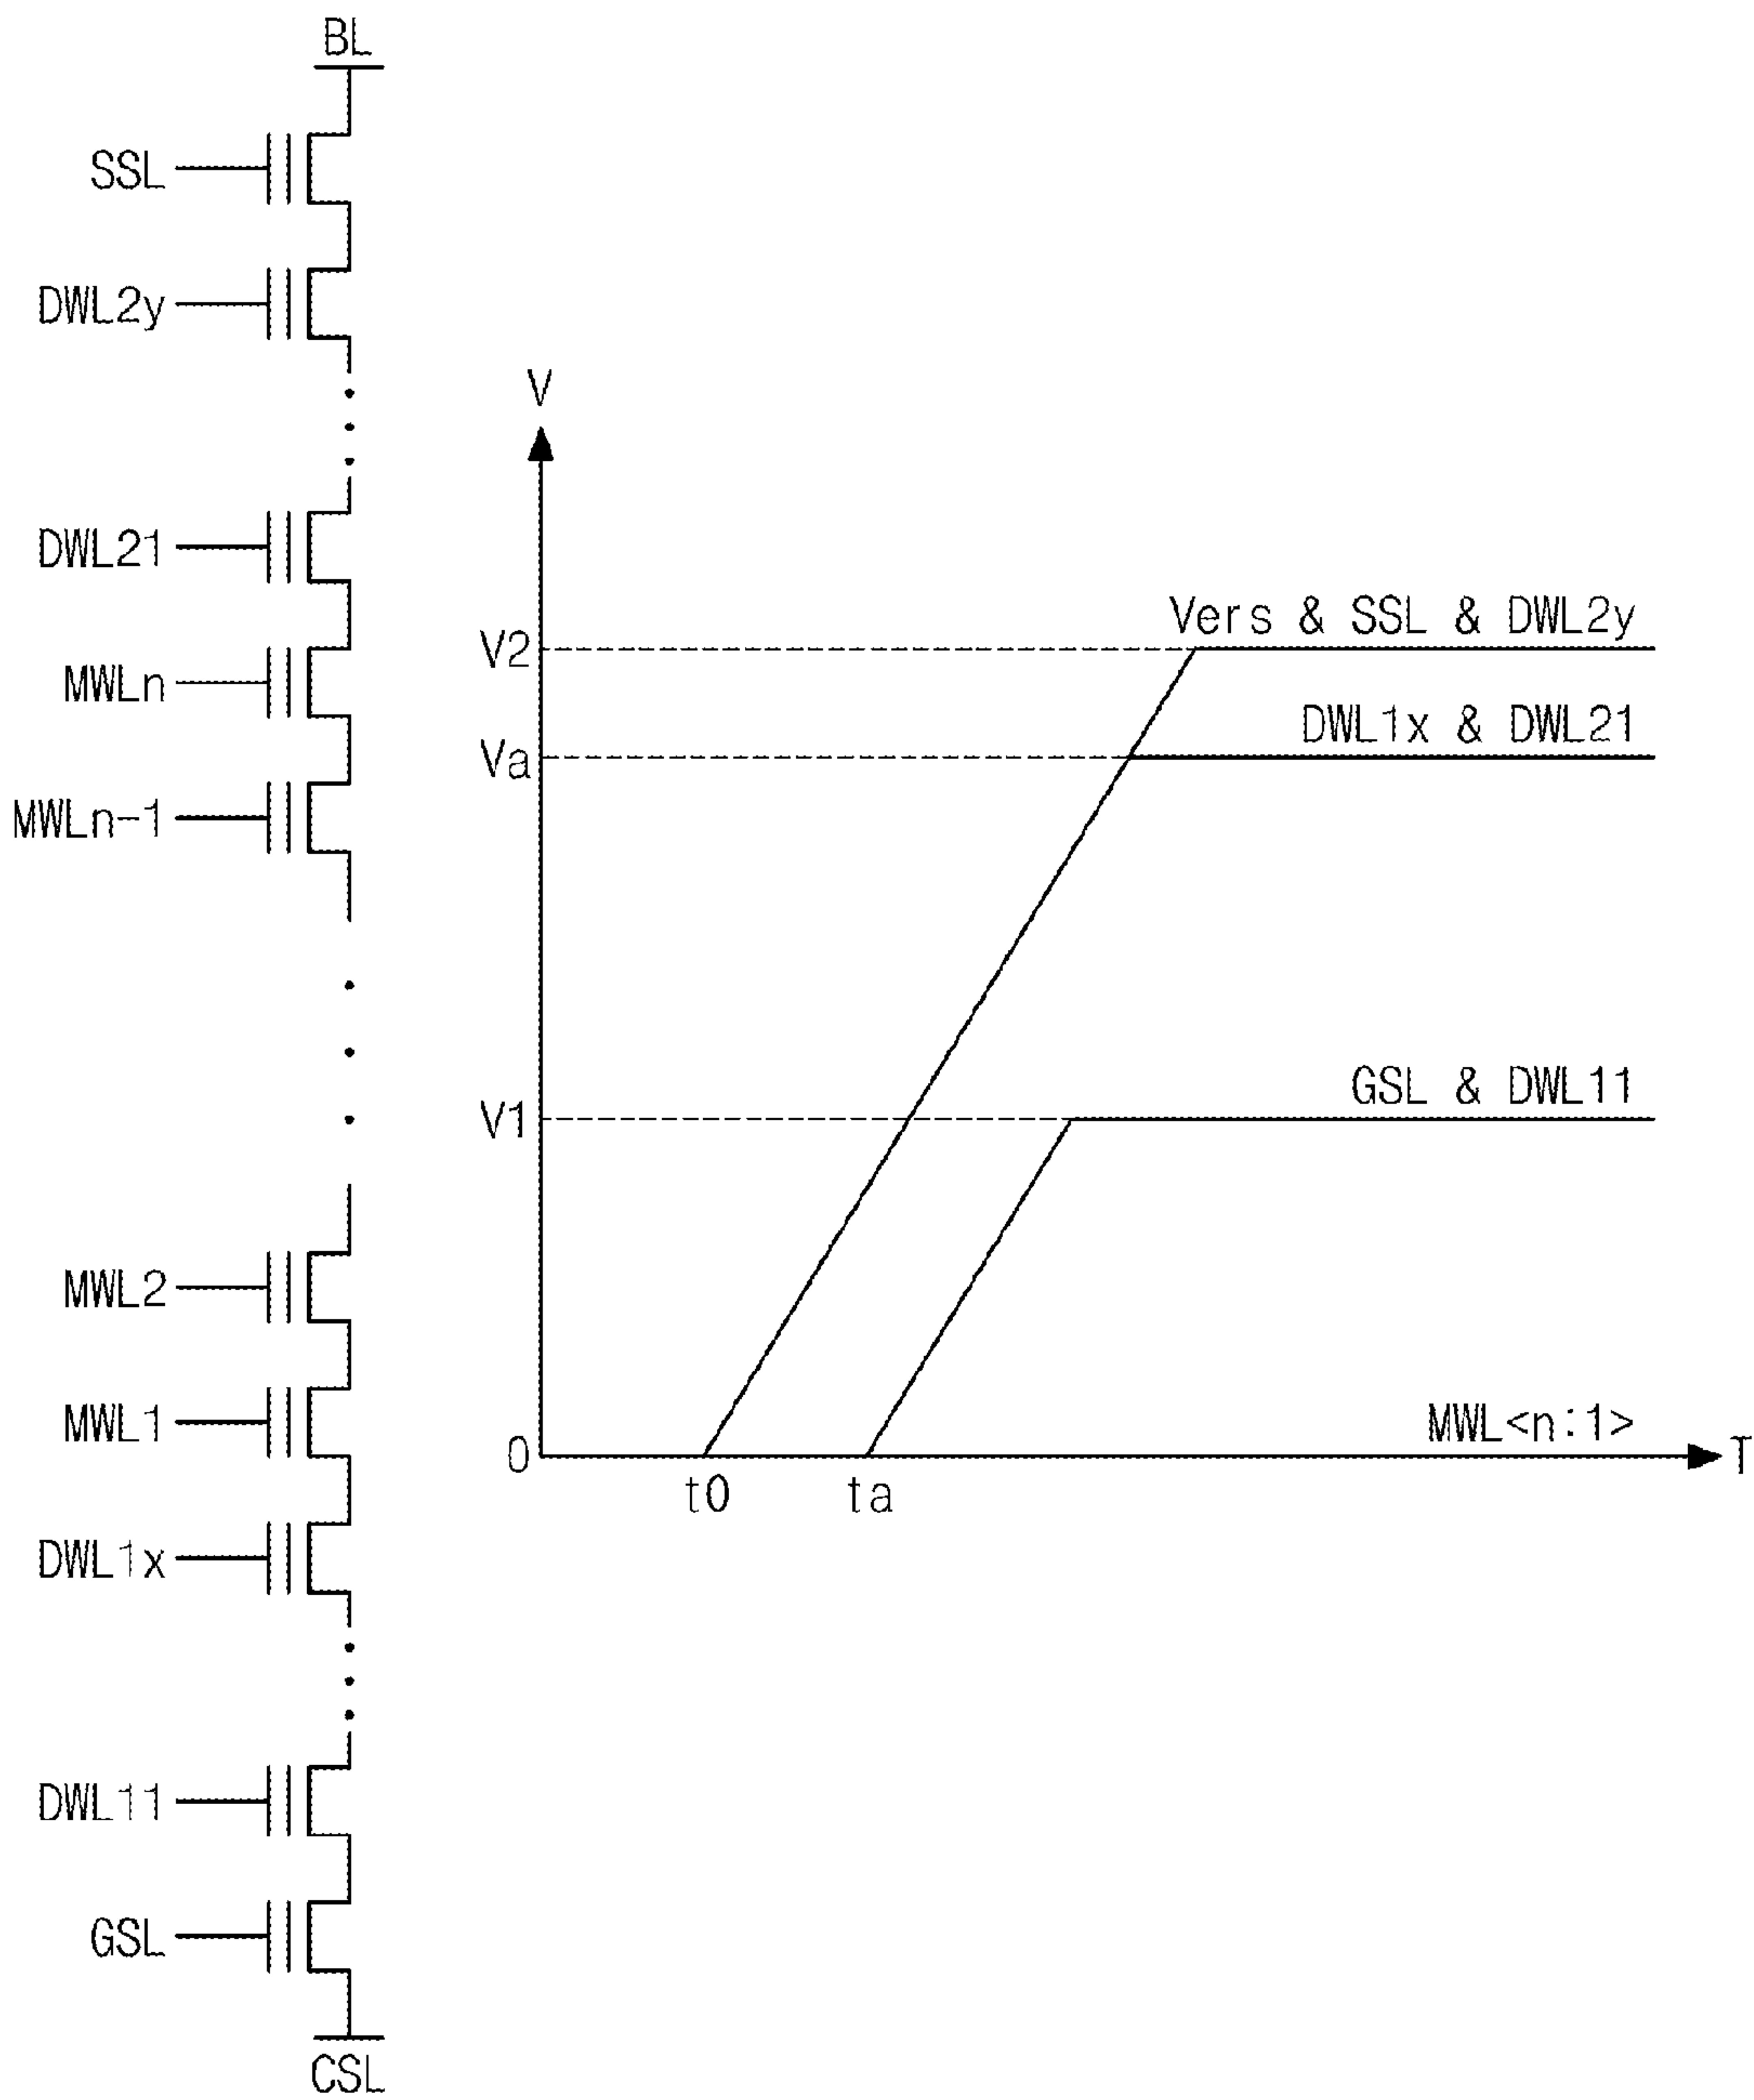 BL
SSL
DWL2y
DWL21
MWLn
MWLn-1
MWL2
MWL1
DWL1x
DWL11
GSL
CSL
V
Vers & SSL & DWL2y
V2
DWL1x & DWL21
Va
GSL & DWL11
V1
MWL<n:1>
0
T
t0
ta